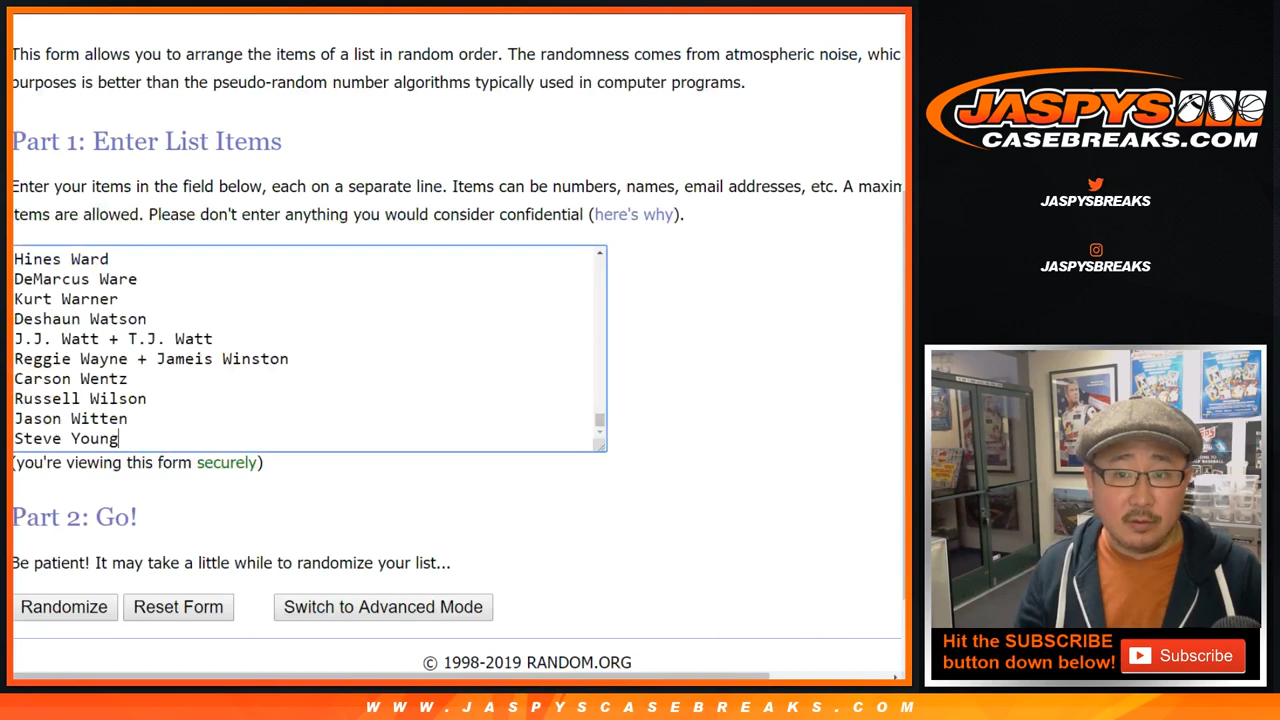 This form allows you to arrange the items of a list in random order. The randomness comes from atmospheric noise, whic
purposes is better than the pseudo-random number algorithms typically used in computer programs.
Part 1: Enter List Items
Enter your items in the field below, each on a separate line. Items can be numbers, names, email addresses, etc. A maxim
items are allowed. Please don't enter anything you would consider confidential (here's why).
Hines Ward
DeMarcus Ware
Kurt Warner
Deshaun Watson
J.J. Watt + T.J. Watt
Reggie Wayne + Jameis Winston
Carson Wentz
Russell Wilson
Jason Witten
Steve Young
(you're viewing this form securely)
Part 2: Go!
Be patient! It may take a little while to randomize your list...
Randomize Reset Form Switch to Advanced Mode
© 1998-2019 RANDOM.ORG
JASPYS
CASEBREAKS.COM
JASPYSBREAKS
JASPYSBREAKS
Hit the SUBSCRIBE
button down below!
Subscribe
WWW.JASPYSCASEBREAKS.COM